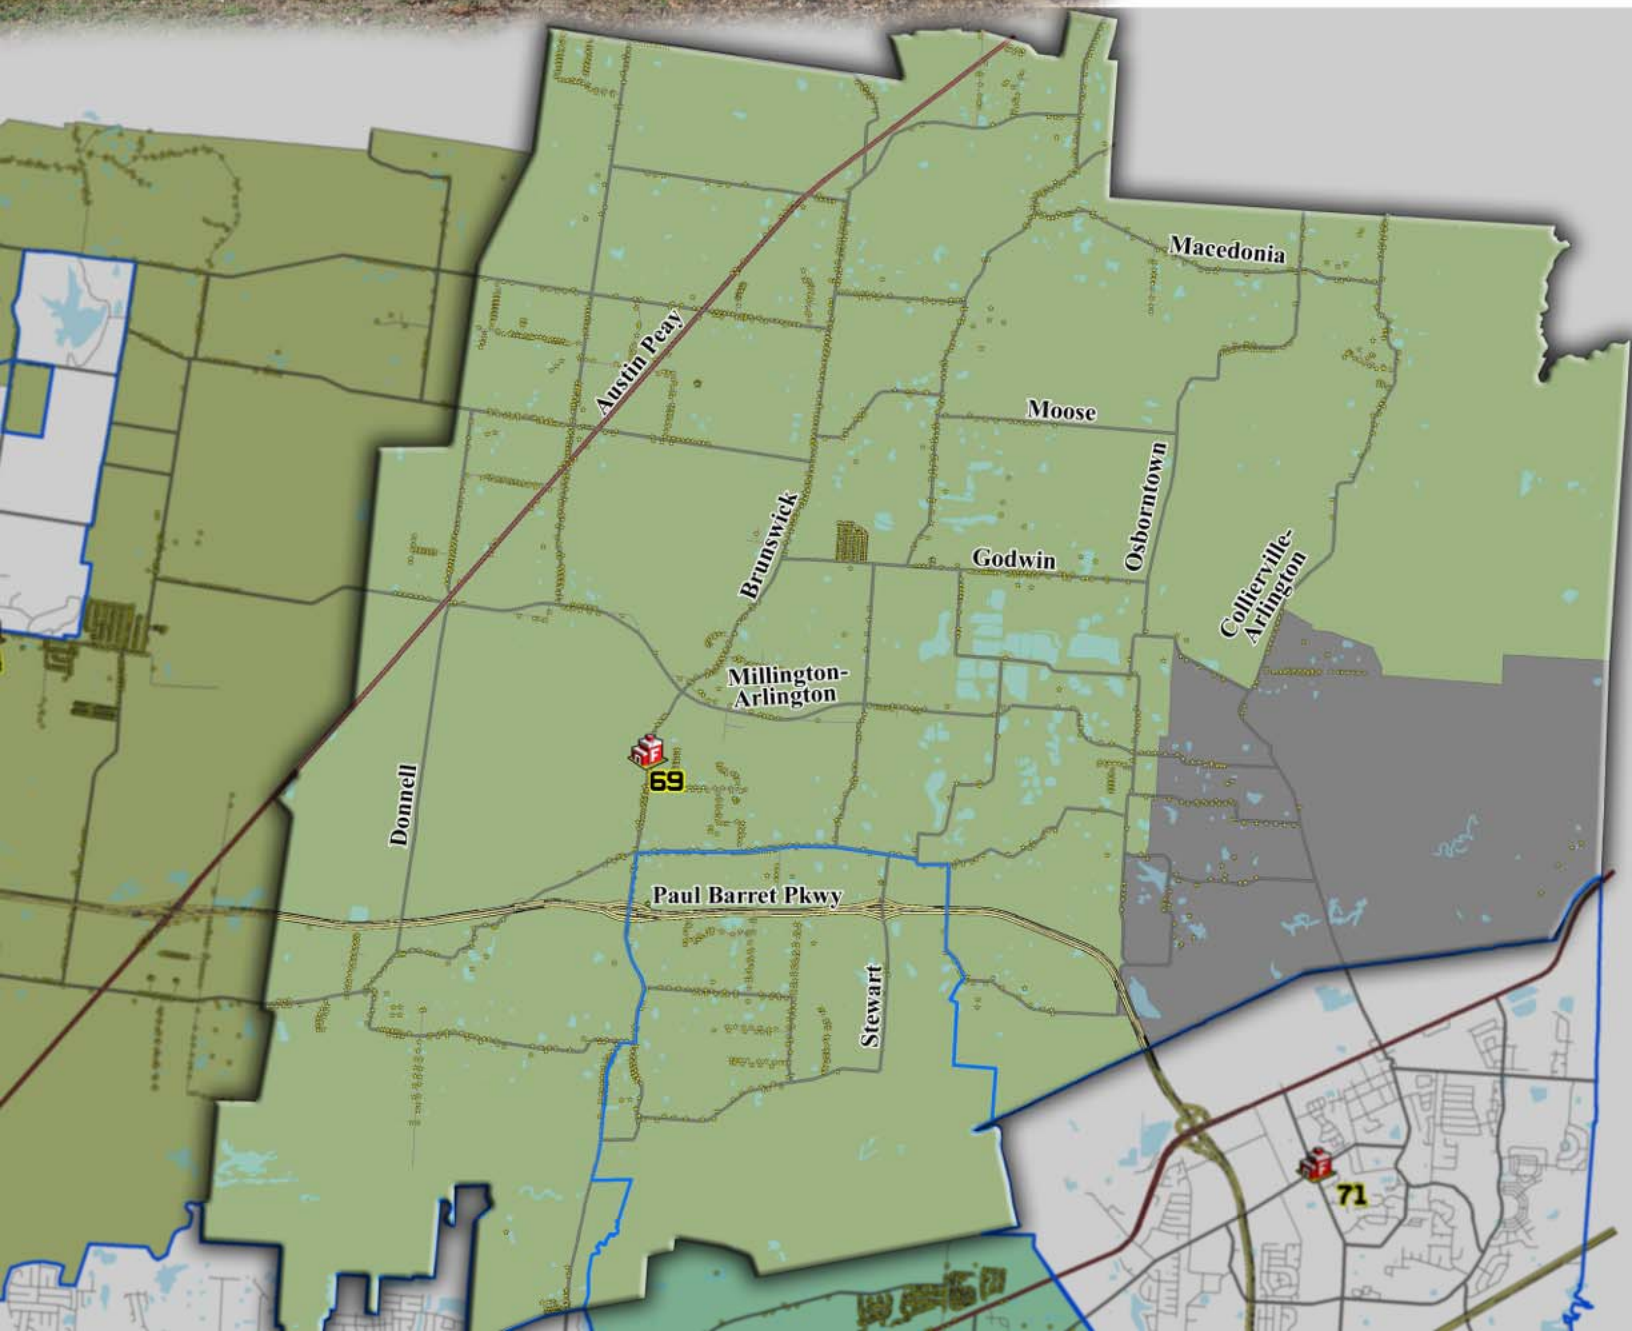 Macedonia
Austin Peay
Moose
Osborntown
Brunswick
Godwin
Collierville-
Arlington
Millington-
Arlington
69
Donnell
Paul Barret Pkwy
Stewart
71